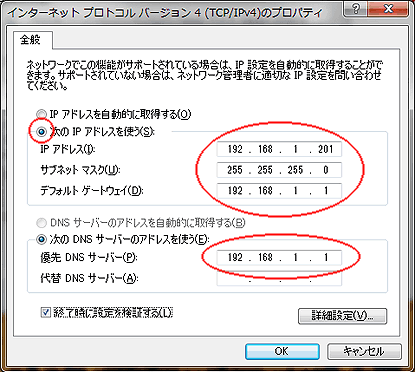 インターネット プロトコル バージョン 4 (TCP/IPv4)のプロパティ
全般
ネットワークでこの機能がサポートされている場合は、IP 設定を自動的に取得することがで
きます。サポートされていない場合は、ネットワーク管理者に適切な IP 設定を問い合わせ
てください。
IP アドレスを自動的に取得する(O)
次の IP アドレスを使う(S):
IP アドレス(I): 192 . 168 . 1 . 201
サブネット マスク(U): 255 . 255 . 255 . 0
デフォルト ゲートウェイ(D): 192 . 168 . 1 . 1
DNS サーバーのアドレスを自動的に取得する(B)
次の DNS サーバーのアドレスを使う(E):
優先 DNS サーバー(P): 192 . 168 . 1 . 1
代替 DNS サーバー(A): . . .
終了時に設定を検証する(L)
詳細設定(V)...
OK キャンセル